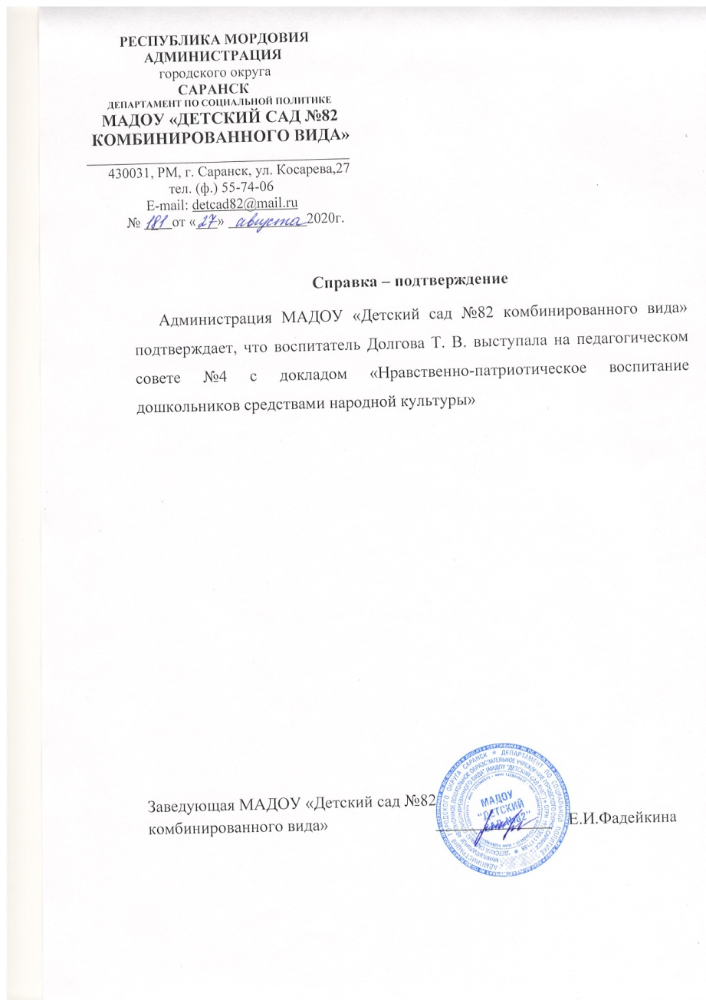 РЕСПУБЛИКА МОРДОВИЯ
АДМИНИСТРАЦИЯ
городского округа
САРАНСК
ДЕПАРТАМЕНТ ПО СОЦИАЛЬНОЙ ПОЛИТИКЕ
МАДОУ «ДЕТСКИЙ САД №82
КОМБИНИРОВАННОГО ВИДА»
430031, РМ, г. Саранск, ул. Косарева,27
тел. (ф.) 55-74-06
E-mail: detcad82@mail.ru
№ 181 от «27» августа 2020г.
Справка – подтверждение
Администрация МАДОУ «Детский сад №82 комбинированного вида»
подтверждает, что воспитатель Долгова Т. В. выступала на педагогическом
совете №4 с докладом «Нравственно-патриотическое воспитание
дошкольников средствами народной культуры»
Заведующая МАДОУ «Детский сад №82
комбинированного вида» Е.И.Фадейкина
МАДОУ
"ДЕТСКИЙ